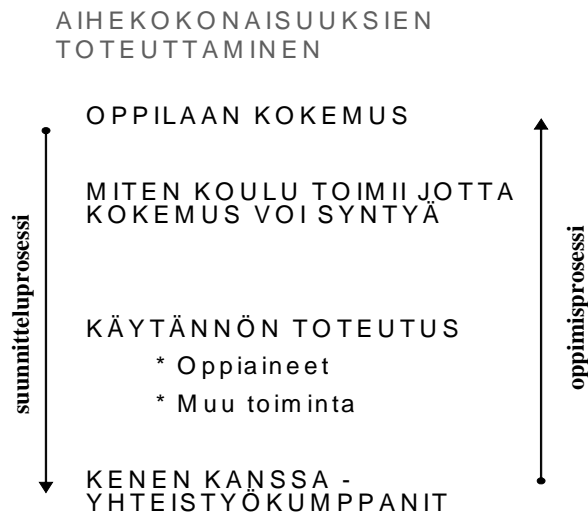 AIHEKOKONAISUUKSIEN
TOTEUTTAMINEN
OPPILAAN KOKEMUS
MITEN KOULU TOIMII JOTTA
KOKEMUS VOI SYNTYÄ
KÄYTÄNNÖN TOTEUTUS
* Oppiaineet
* Muu toiminta
KENEN KANSSA -
YHTEISTYÖKUMPPANIT
suunnitteluprosessi
oppimisprosessi